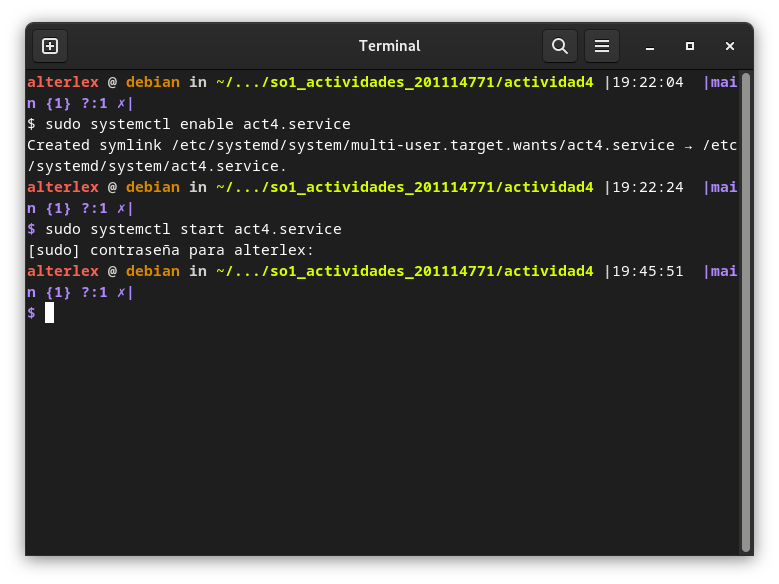 Terminal
alterlex @ debian in ~/.../so1_actividades_201114771/actividad4 |19:22:04  |mai
n {1} ?:1 ✗|
$ sudo systemctl enable act4.service
Created symlink /etc/systemd/system/multi-user.target.wants/act4.service → /etc
/systemd/system/act4.service.
alterlex @ debian in ~/.../so1_actividades_201114771/actividad4 |19:22:24  |mai
n {1} ?:1 ✗|
$ sudo systemctl start act4.service
[sudo] contraseña para alterlex:
alterlex @ debian in ~/.../so1_actividades_201114771/actividad4 |19:45:51  |mai
n {1} ?:1 ✗|
$